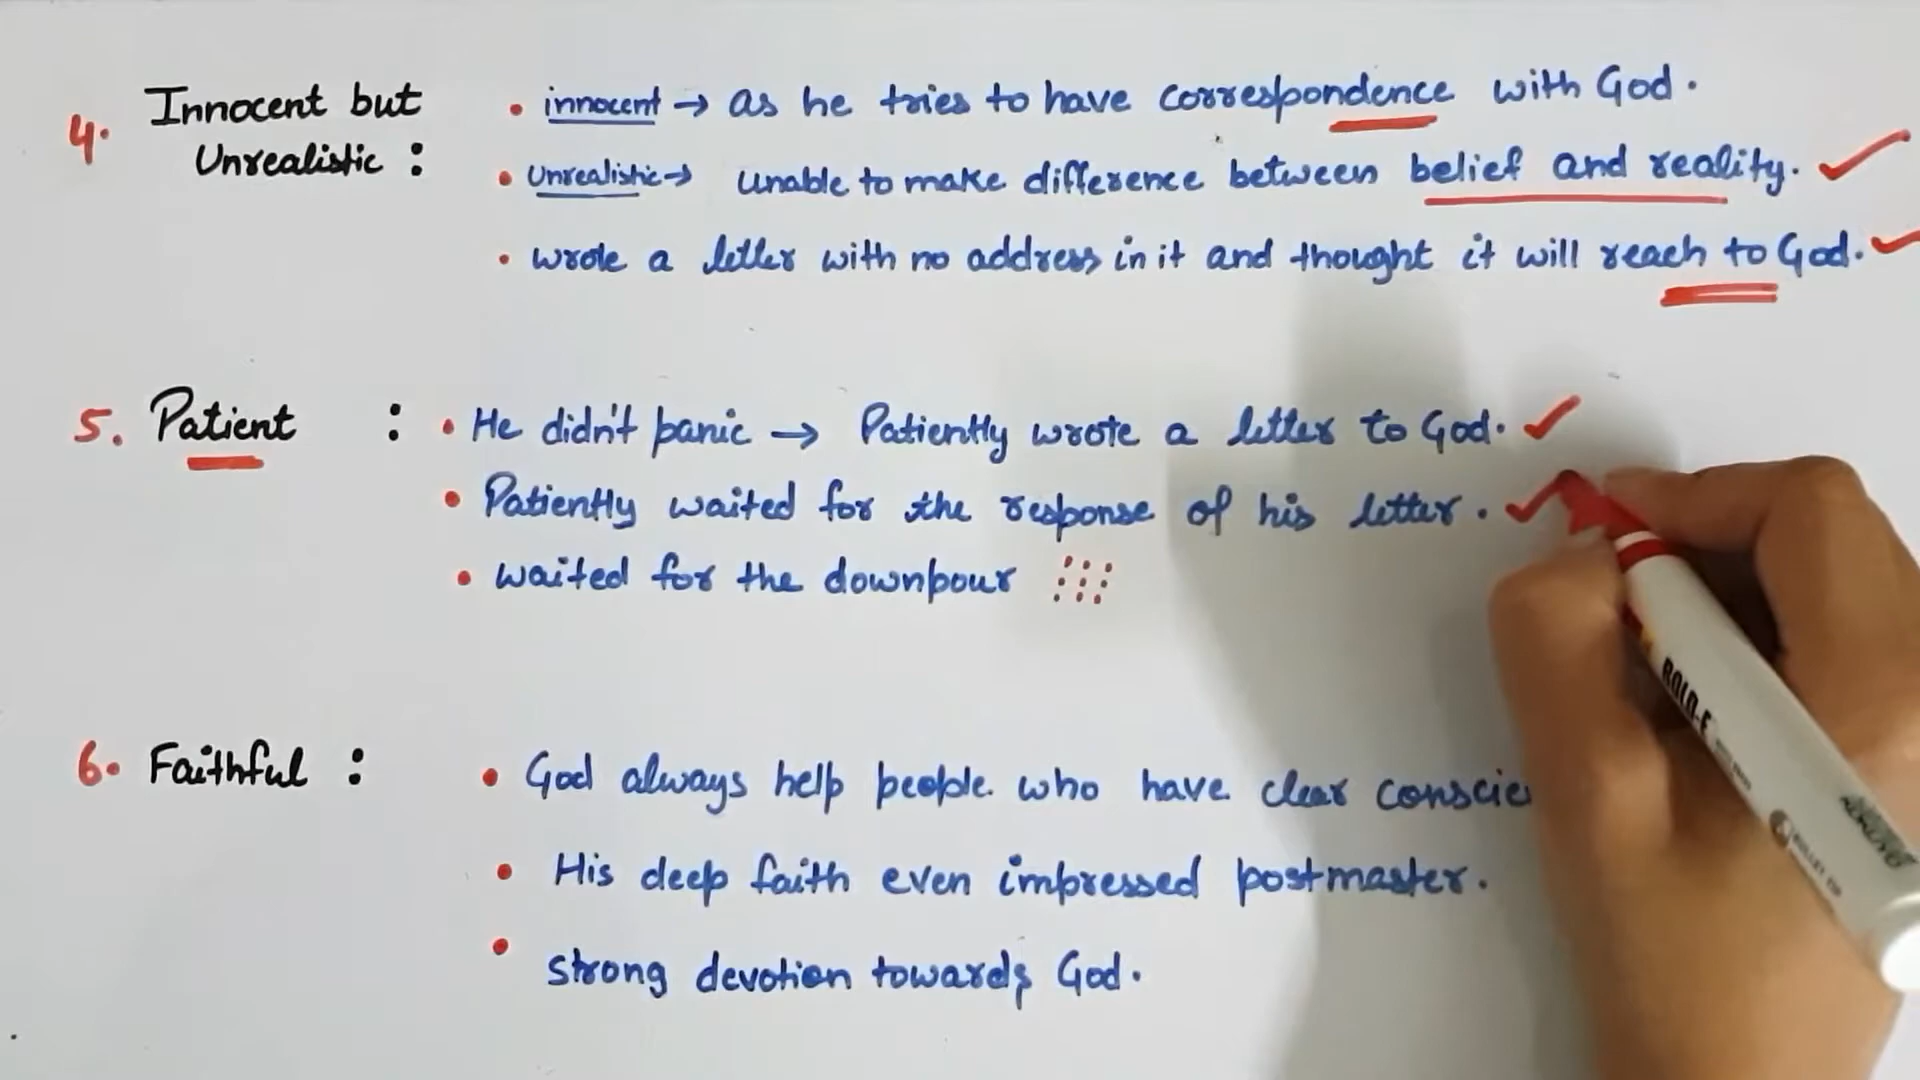 4. Innocent but
Unrealistic :
• innocent → as he tries to have correspondence with God.
• Unrealistic → unable to make difference between belief and reality.
• wrote a letter with no address in it and thought it will reach to God.
5. Patient :
• He didn't panic → Patiently wrote a letter to God.
• Patiently waited for the response of his letter.
• waited for the downpour
6. Faithful :
• God always help people who have clear
• His deep faith even impressed postmaster.
• strong devotion towards God.